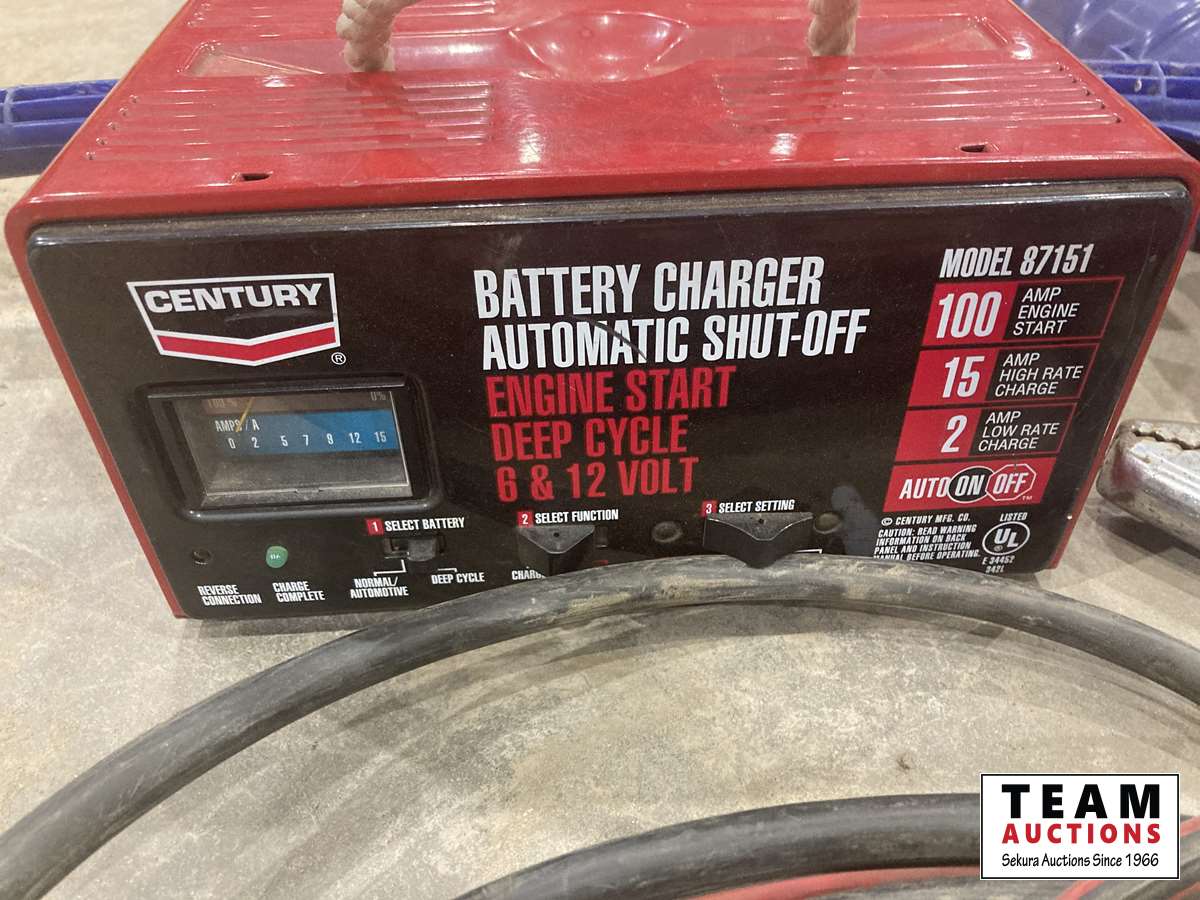 CENTURY
®
BATTERY CHARGER
AUTOMATIC SHUT-OFF
ENGINE START
DEEP CYCLE
6 & 12 VOLT
MODEL 87151
100 AMP ENGINE START
15 AMP HIGH RATE CHARGE
2 AMP LOW RATE CHARGE
AUTO ON OFF ™
0%
AMPS/A
0 2 5 7 9 12 15
1 SELECT BATTERY
NORMAL/
AUTOMOTIVE
DEEP CYCLE
2 SELECT FUNCTION
3 SELECT SETTING
REVERSE
CONNECTION
CHARGE
COMPLETE
© CENTURY MFG. CO.
CAUTION: READ WARNING
INFORMATION ON BACK
PANEL AND INSTRUCTION
MANUAL BEFORE OPERATING.
LISTED
UL
E 34452
342L
TEAM
AUCTIONS
Sekura Auctions Since 1966